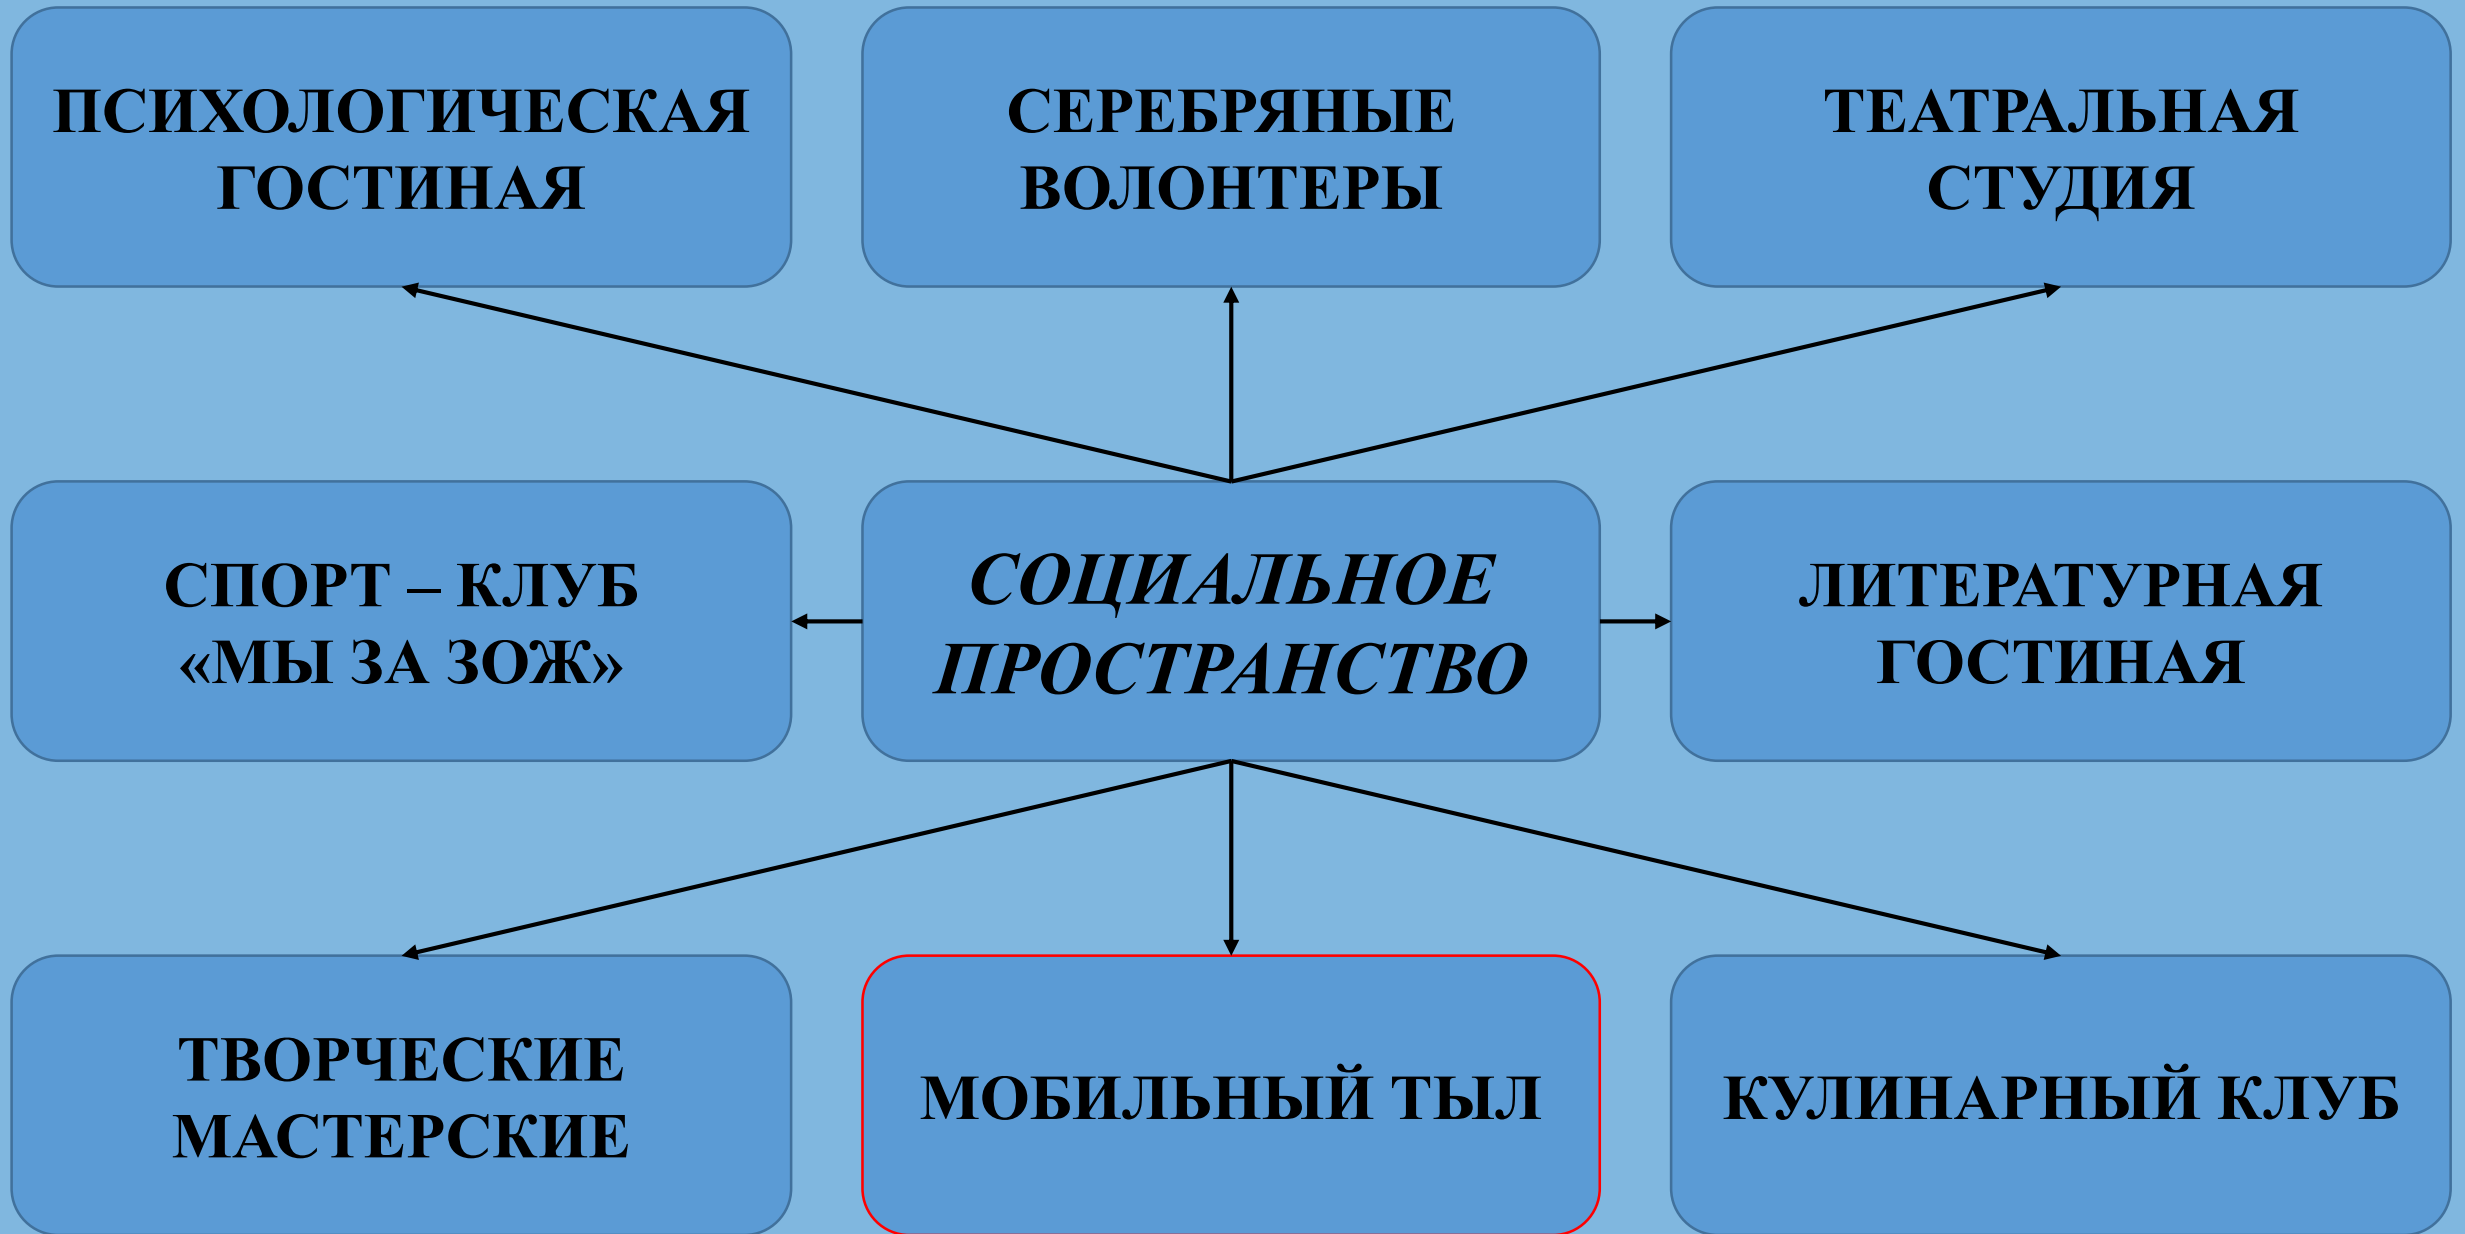 ПСИХОЛОГИЧЕСКАЯ
ГОСТИНАЯ
СЕРЕБРЯНЫЕ
ВОЛОНТЕРЫ
ТЕАТРАЛЬНАЯ
СТУДИЯ
СПОРТ – КЛУБ
«МЫ ЗА ЗОЖ»
СОЦИАЛЬНОЕ
ПРОСТРАНСТВО
ЛИТЕРАТУРНАЯ
ГОСТИНАЯ
ТВОРЧЕСКИЕ
МАСТЕРСКИЕ
МОБИЛЬНЫЙ ТЫЛ
КУЛИНАРНЫЙ КЛУБ